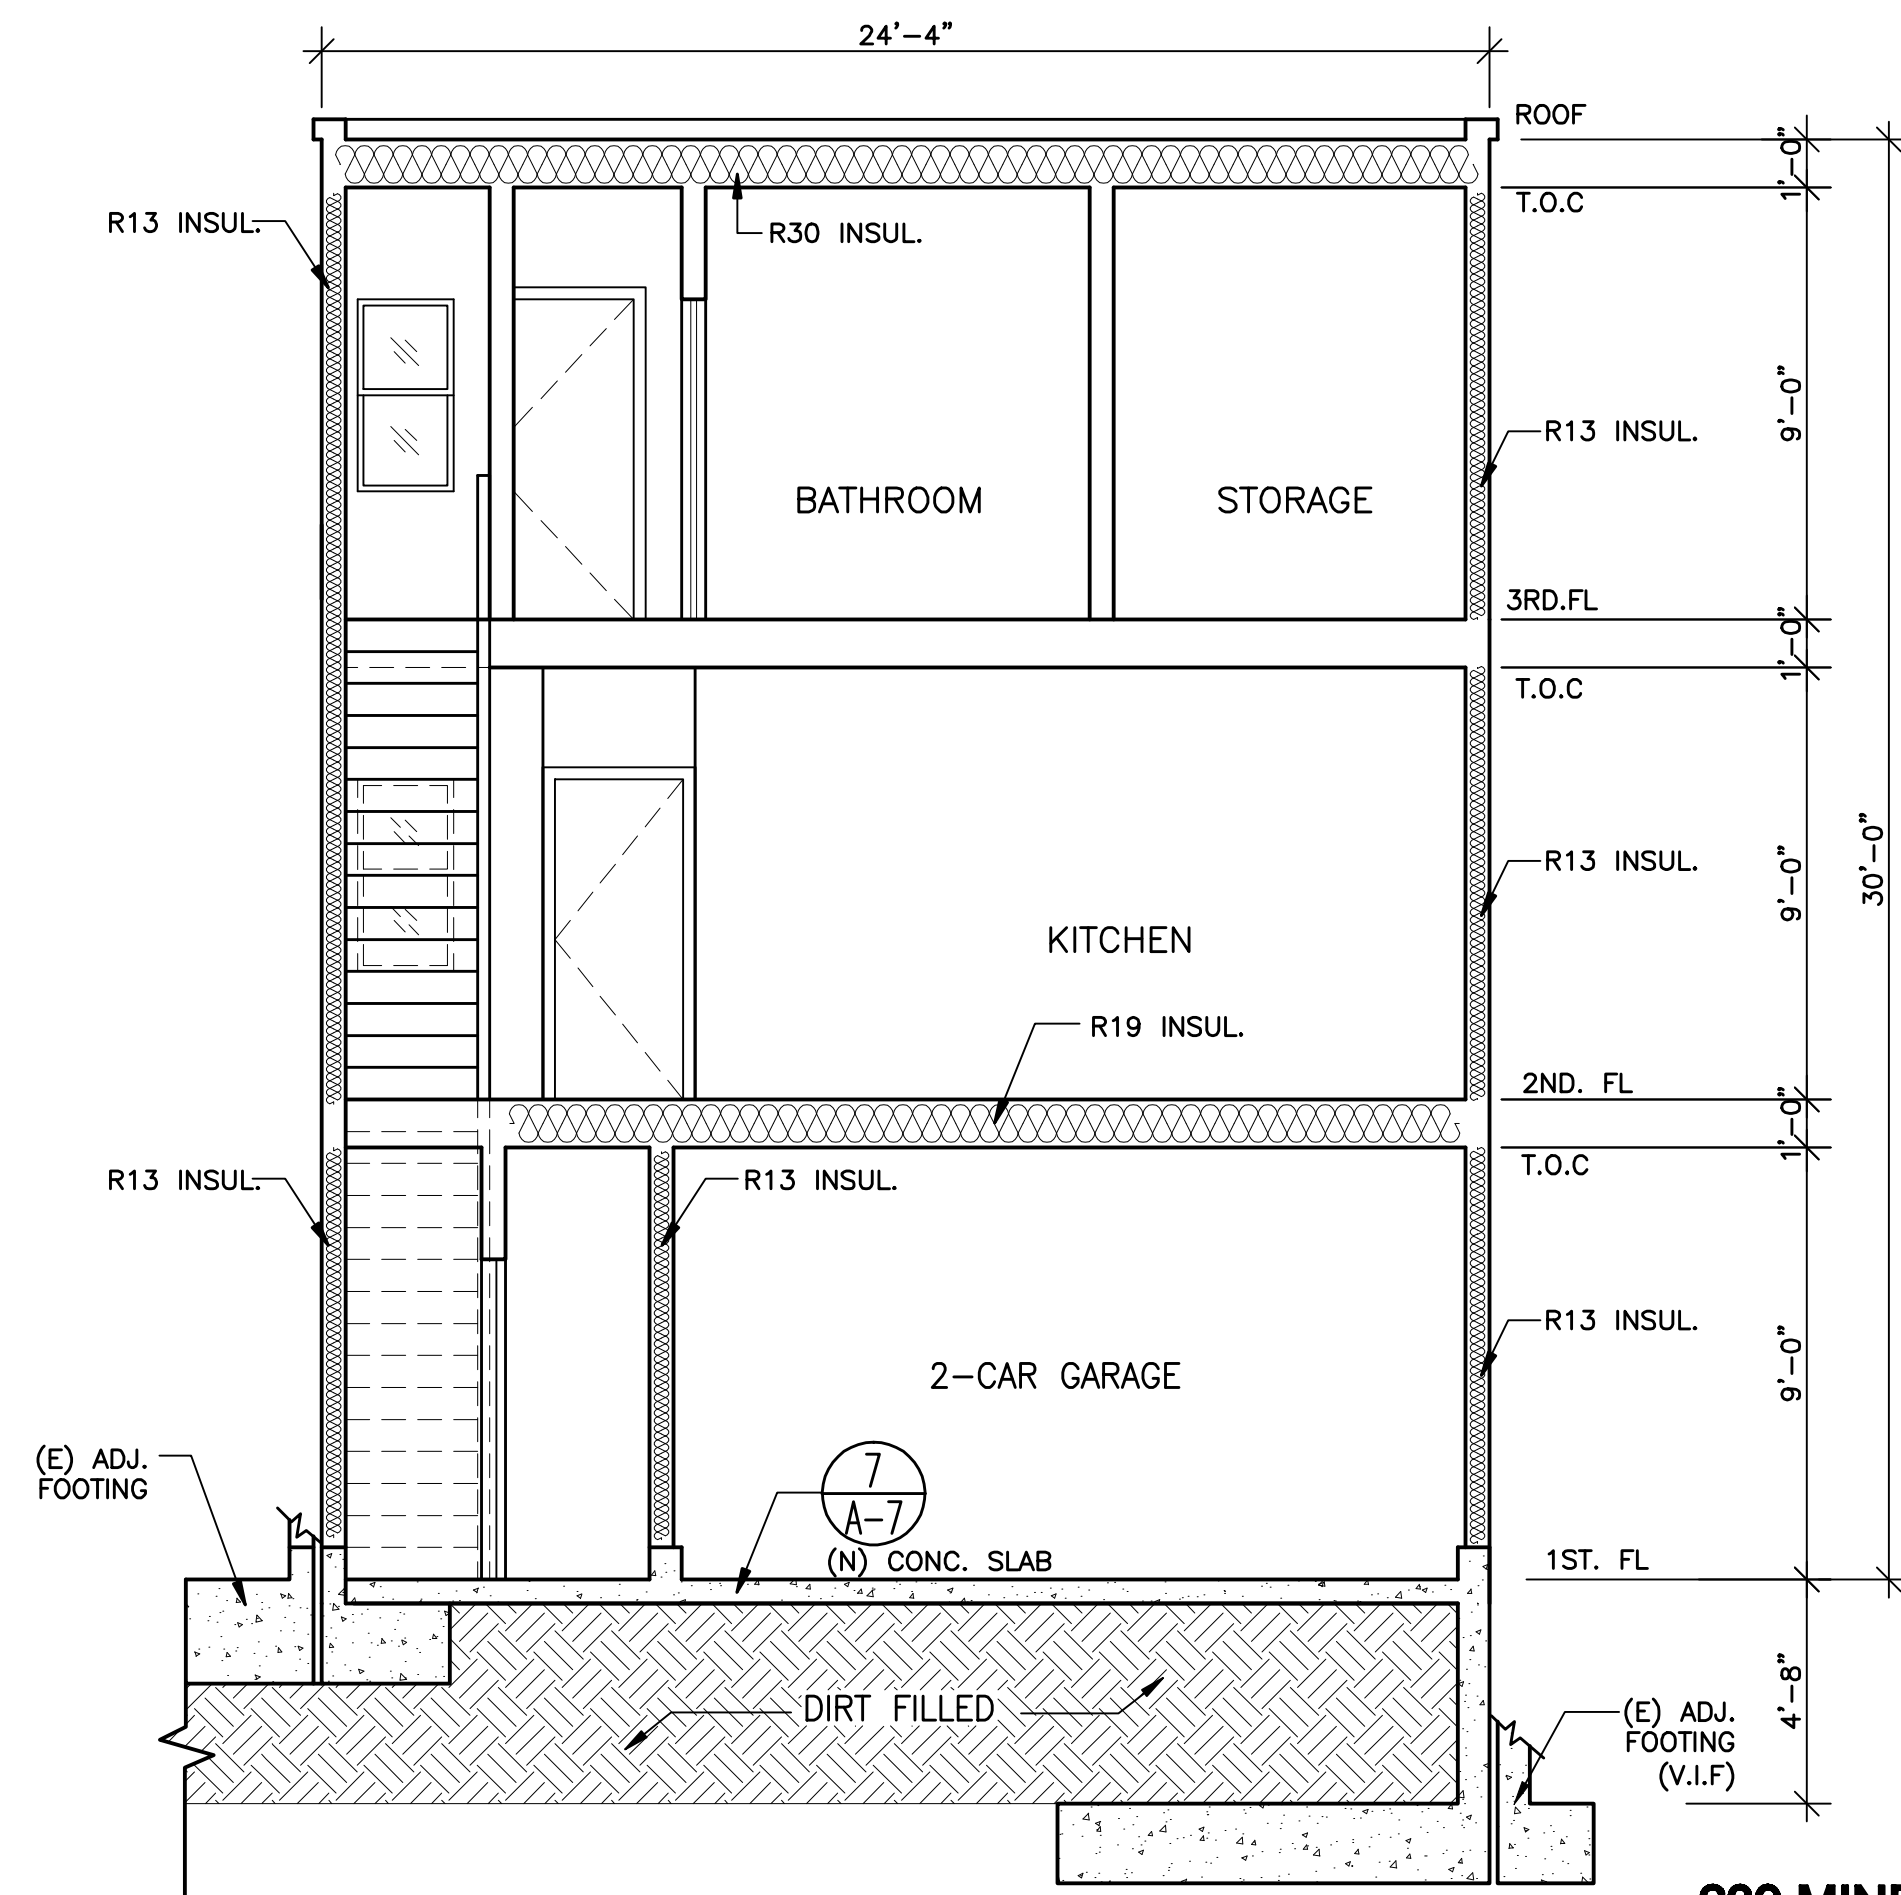 24'-4"
ROOF
1'-0"
T.O.C
R13 INSUL.
R30 INSUL.
9'-0"
R13 INSUL.
BATHROOM
STORAGE
3RD.FL
1'-0"
T.O.C
R13 INSUL.
9'-0"
30'-0"
KITCHEN
R19 INSUL.
2ND. FL
1'-0"
T.O.C
R13 INSUL.
R13 INSUL.
R13 INSUL.
9'-0"
2-CAR GARAGE
(E) ADJ.
FOOTING
7
A-7
(N) CONC. SLAB
1ST. FL
DIRT FILLED
4'-8"
(E) ADJ.
FOOTING
(V.I.F)